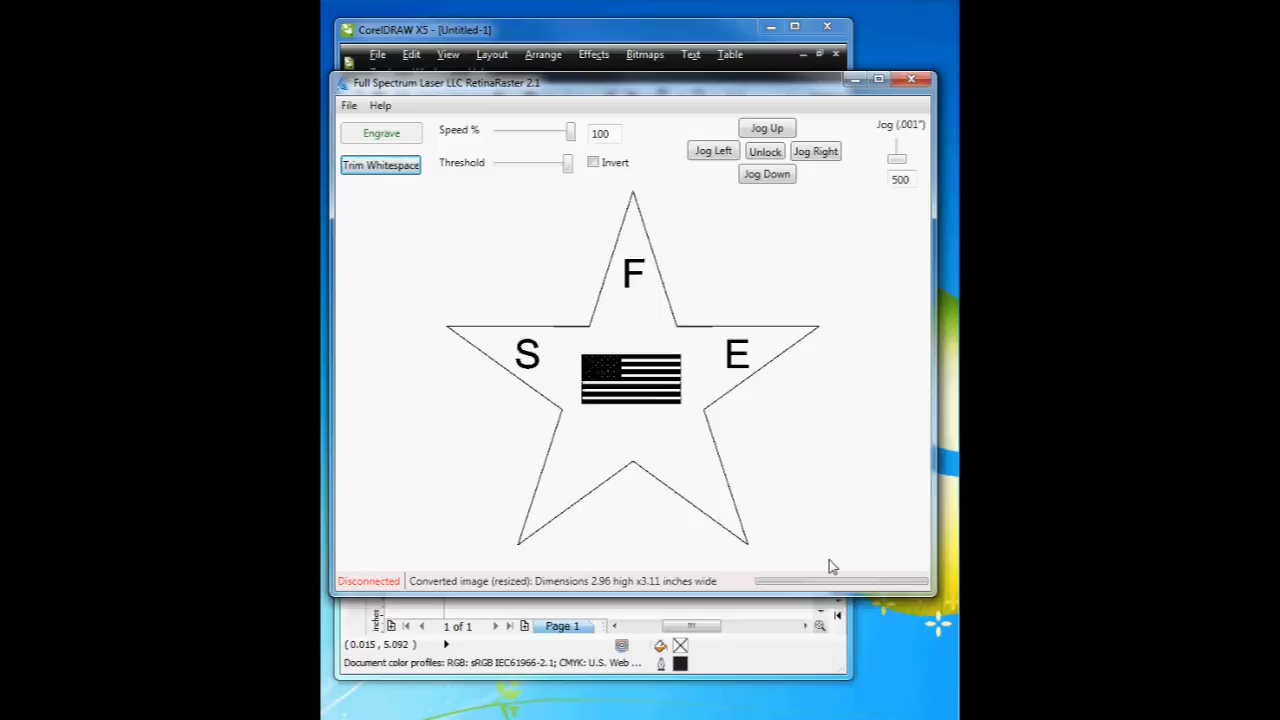 CorelDRAW X5 - [Untitled-1]
File Edit View Layout Arrange Effects Bitmaps Text Table
Full Spectrum Laser LLC RetinaRaster 2.1
File Help
Engrave Speed % 100 Jog Up Jog (.001")
Trim Whitespace Threshold Invert Jog Left Unlock Jog Right
Jog Down 500
F
S E
Disconnected Converted image (resized): Dimensions 2.96 high x3.11 inches wide
inches 1 of 1 Page 1
(0.015 , 5.092 )
Document color profiles: RGB: sRGB IEC61966-2.1; CMYK: U.S. Web ...